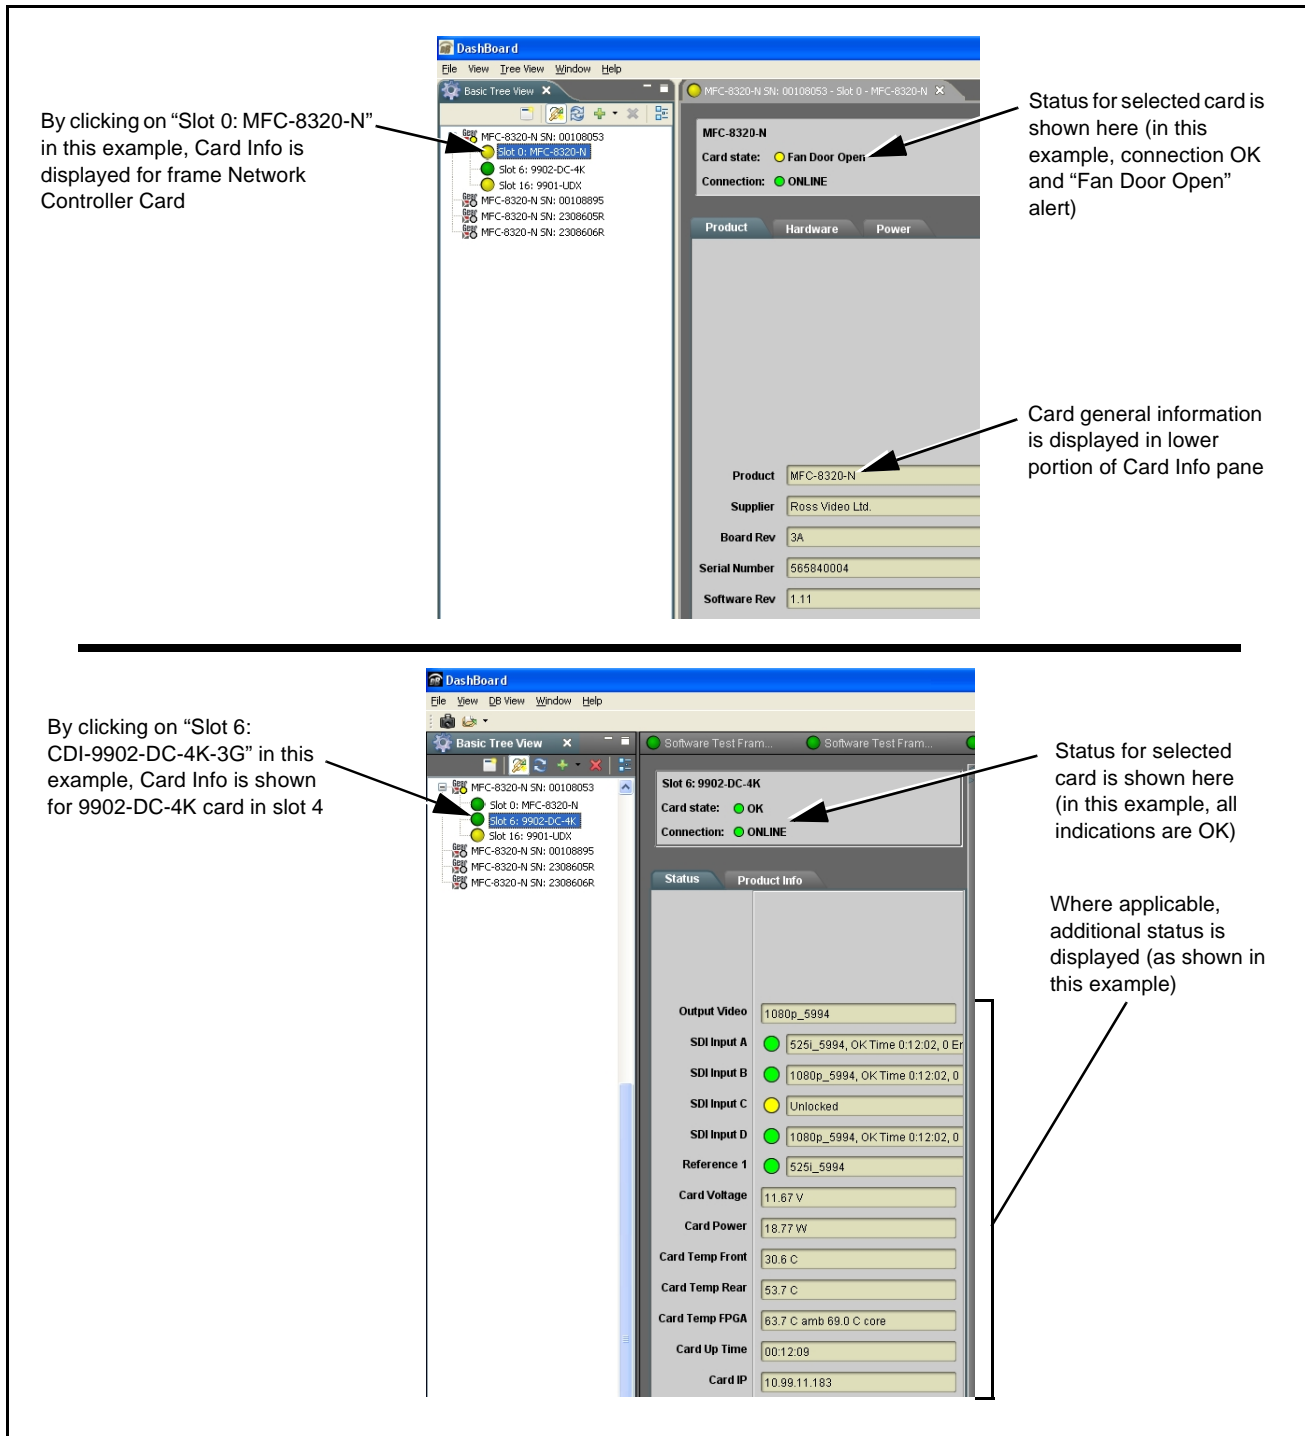 DashBoard
File View Tree View Window Help
Basic Tree View
MFC-8320-N SN: 00108053 - Slot 0 - MFC-8320-N
MFC-8320-N SN: 00108053
Slot 0: MFC-8320-N
Slot 6: 9902-DC-4K
Slot 16: 9901-UDX
MFC-8320-N SN: 00108895
MFC-8320-N SN: 2308605R
MFC-8320-N SN: 2308606R
MFC-8320-N
Card state: Fan Door Open
Connection: ONLINE
Product Hardware Power
Product MFC-8320-N
Supplier Ross Video Ltd.
Board Rev 3A
Serial Number 565840004
Software Rev 1.11
By clicking on “Slot 0: MFC-8320-N”
in this example, Card Info is
displayed for frame Network
Controller Card
Status for selected card is
shown here (in this
example, connection OK
and “Fan Door Open”
alert)
Card general information
is displayed in lower
portion of Card Info pane
DashBoard
File View DB View Window Help
Basic Tree View
Software Test Fram... Software Test Fram...
MFC-8320-N SN: 00108053
Slot 0: MFC-8320-N
Slot 6: 9902-DC-4K
Slot 16: 9901-UDX
MFC-8320-N SN: 00108895
MFC-8320-N SN: 2308605R
MFC-8320-N SN: 2308606R
Slot 6: 9902-DC-4K
Card state: OK
Connection: ONLINE
Status Product Info
Output Video 1080p_5994
SDI Input A 525i_5994, OK Time 0:12:02, 0 Er
SDI Input B 1080p_5994, OK Time 0:12:02, 0
SDI Input C Unlocked
SDI Input D 1080p_5994, OK Time 0:12:02, 0
Reference 1 525i_5994
Card Voltage 11.67 V
Card Power 18.77 W
Card Temp Front 30.6 C
Card Temp Rear 53.7 C
Card Temp FPGA 63.7 C amb 69.0 C core
Card Up Time 00:12:09
Card IP 10.99.11.183
By clicking on “Slot 6:
CDI-9902-DC-4K-3G” in this
example, Card Info is shown
for 9902-DC-4K card in slot 4
Status for selected
card is shown here
(in this example, all
indications are OK)
Where applicable,
additional status is
displayed (as shown in
this example)